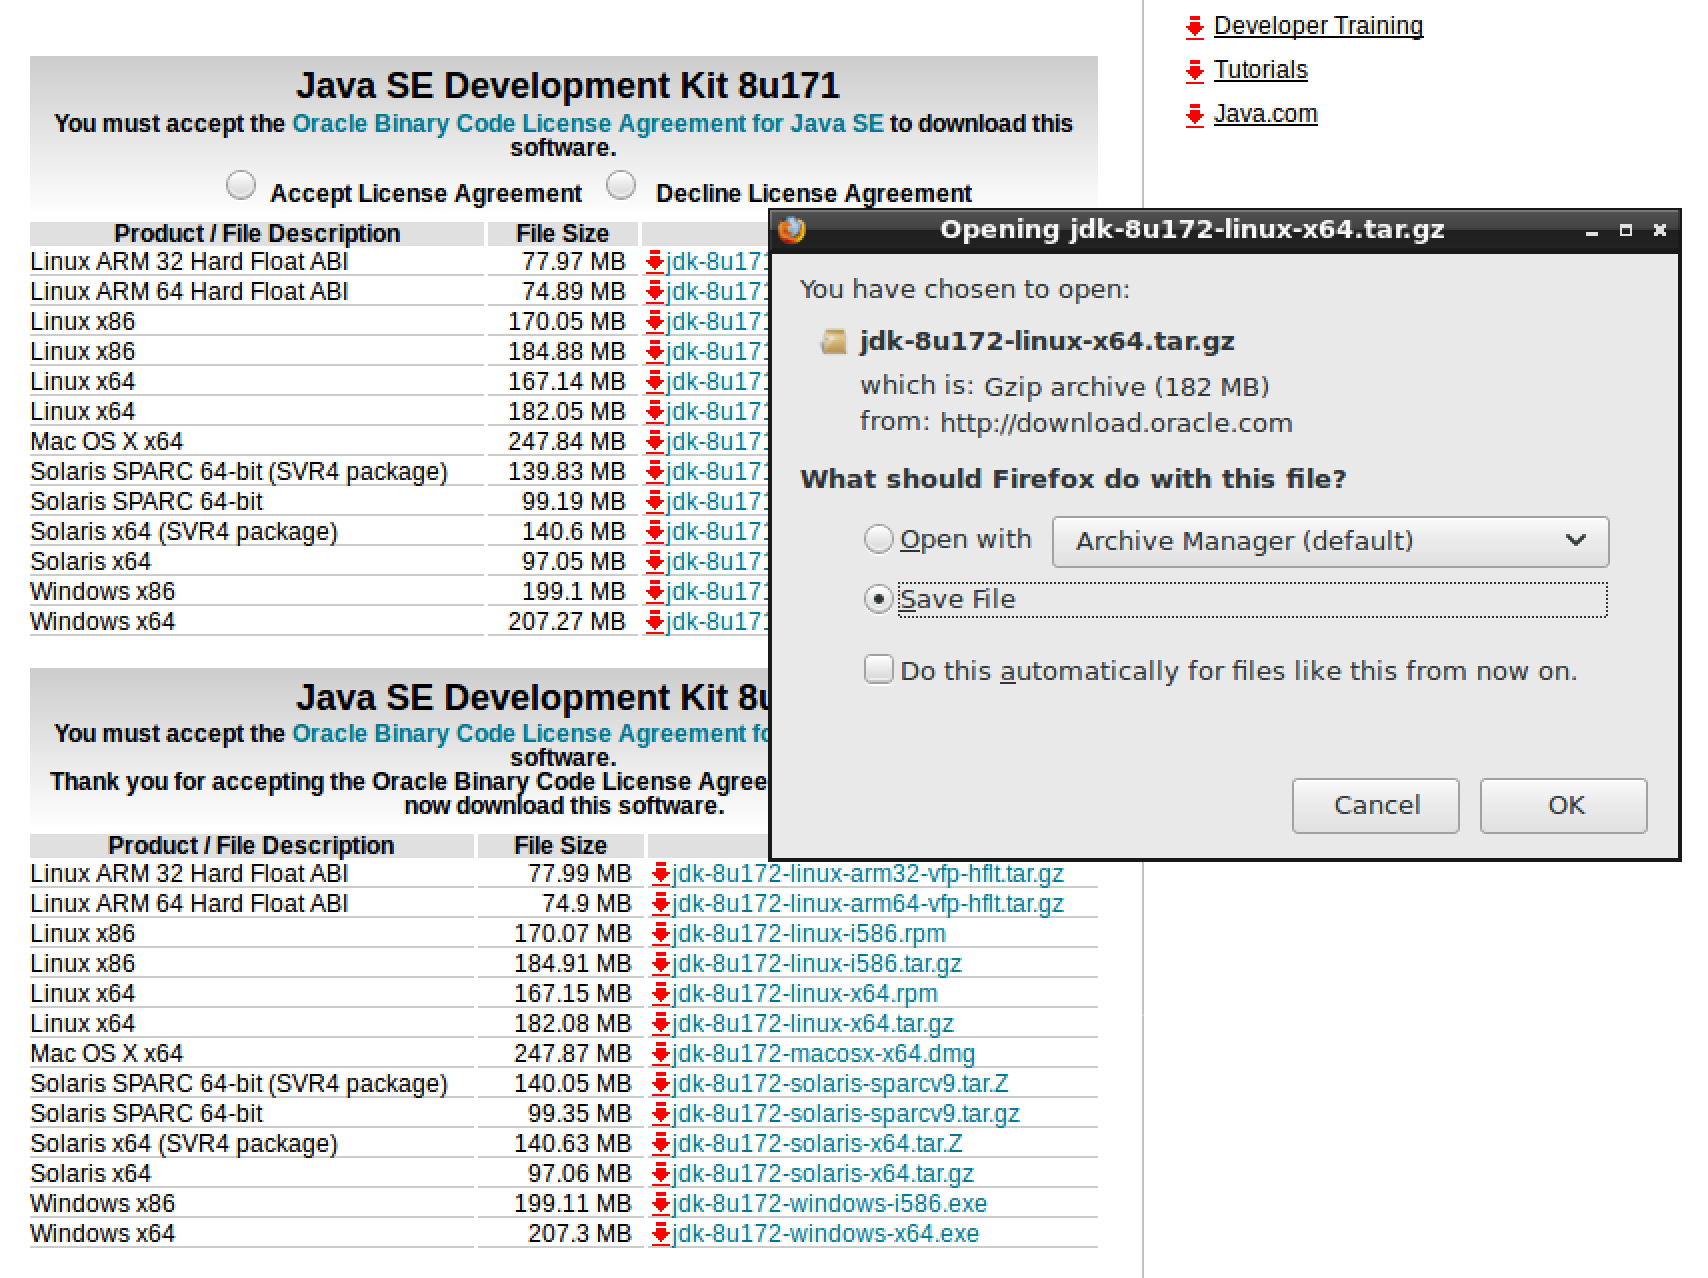 Developer Training
Tutorials
Java.com
Java SE Development Kit 8u171
You must accept the Oracle Binary Code License Agreement for Java SE to download this
software.
Accept License Agreement Decline License Agreement
Product / File Description File Size
Linux ARM 32 Hard Float ABI 77.97 MB jdk-8u171
Linux ARM 64 Hard Float ABI 74.89 MB jdk-8u171
Linux x86 170.05 MB jdk-8u171
Linux x86 184.88 MB jdk-8u171
Linux x64 167.14 MB jdk-8u171
Linux x64 182.05 MB jdk-8u171
Mac OS X x64 247.84 MB jdk-8u171
Solaris SPARC 64-bit (SVR4 package) 139.83 MB jdk-8u171
Solaris SPARC 64-bit 99.19 MB jdk-8u171
Solaris x64 (SVR4 package) 140.6 MB jdk-8u171
Solaris x64 97.05 MB jdk-8u171
Windows x86 199.1 MB jdk-8u171
Windows x64 207.27 MB jdk-8u171
Opening jdk-8u172-linux-x64.tar.gz
You have chosen to open:
jdk-8u172-linux-x64.tar.gz
which is: Gzip archive (182 MB)
from: http://download.oracle.com
What should Firefox do with this file?
Open with Archive Manager (default)
Save File
Do this automatically for files like this from now on.
Cancel OK
Java SE Development Kit 8u
You must accept the Oracle Binary Code License Agreement fo
software.
Thank you for accepting the Oracle Binary Code License Agree
now download this software.
Product / File Description File Size
Linux ARM 32 Hard Float ABI 77.99 MB jdk-8u172-linux-arm32-vfp-hflt.tar.gz
Linux ARM 64 Hard Float ABI 74.9 MB jdk-8u172-linux-arm64-vfp-hflt.tar.gz
Linux x86 170.07 MB jdk-8u172-linux-i586.rpm
Linux x86 184.91 MB jdk-8u172-linux-i586.tar.gz
Linux x64 167.15 MB jdk-8u172-linux-x64.rpm
Linux x64 182.08 MB jdk-8u172-linux-x64.tar.gz
Mac OS X x64 247.87 MB jdk-8u172-macosx-x64.dmg
Solaris SPARC 64-bit (SVR4 package) 140.05 MB jdk-8u172-solaris-sparcv9.tar.Z
Solaris SPARC 64-bit 99.35 MB jdk-8u172-solaris-sparcv9.tar.gz
Solaris x64 (SVR4 package) 140.63 MB jdk-8u172-solaris-x64.tar.Z
Solaris x64 97.06 MB jdk-8u172-solaris-x64.tar.gz
Windows x86 199.11 MB jdk-8u172-windows-i586.exe
Windows x64 207.3 MB jdk-8u172-windows-x64.exe